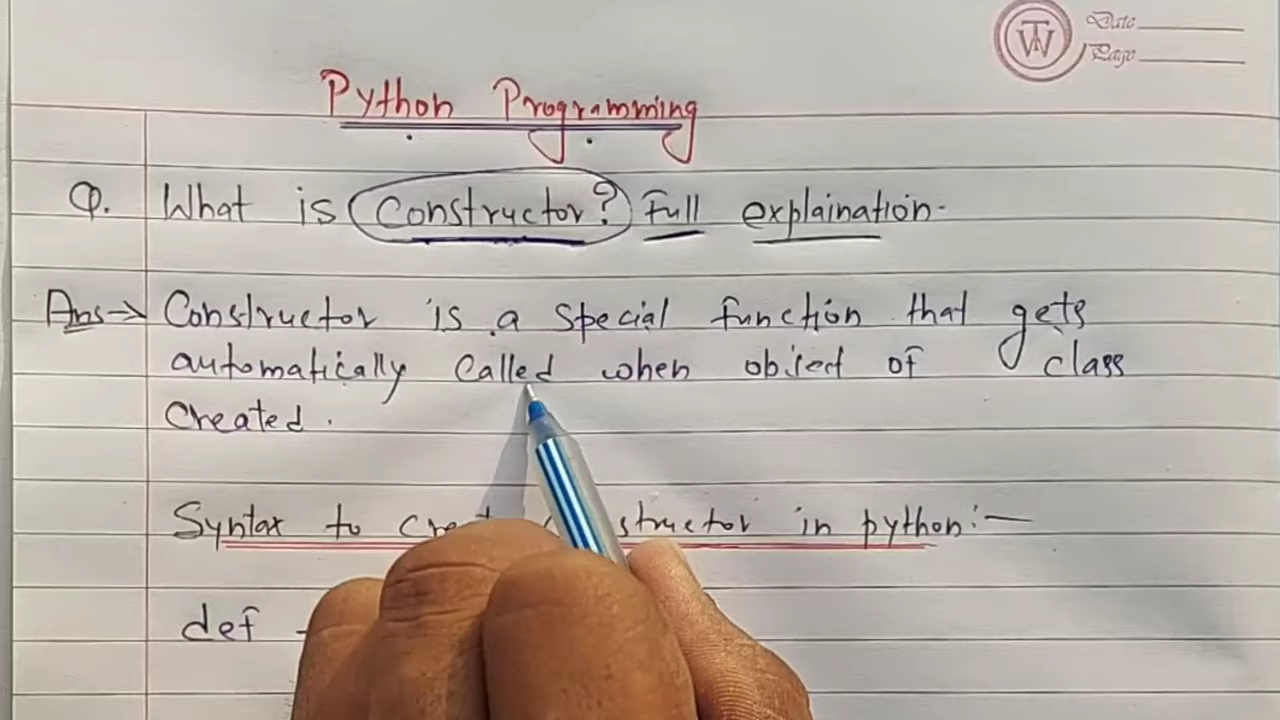 Date
Page
Python Programming
Q. What is Constructor? Full explaination.
Ans→ Constructor is a special function that gets
automatically called when object of class
created.
Syntax to in python:-
def